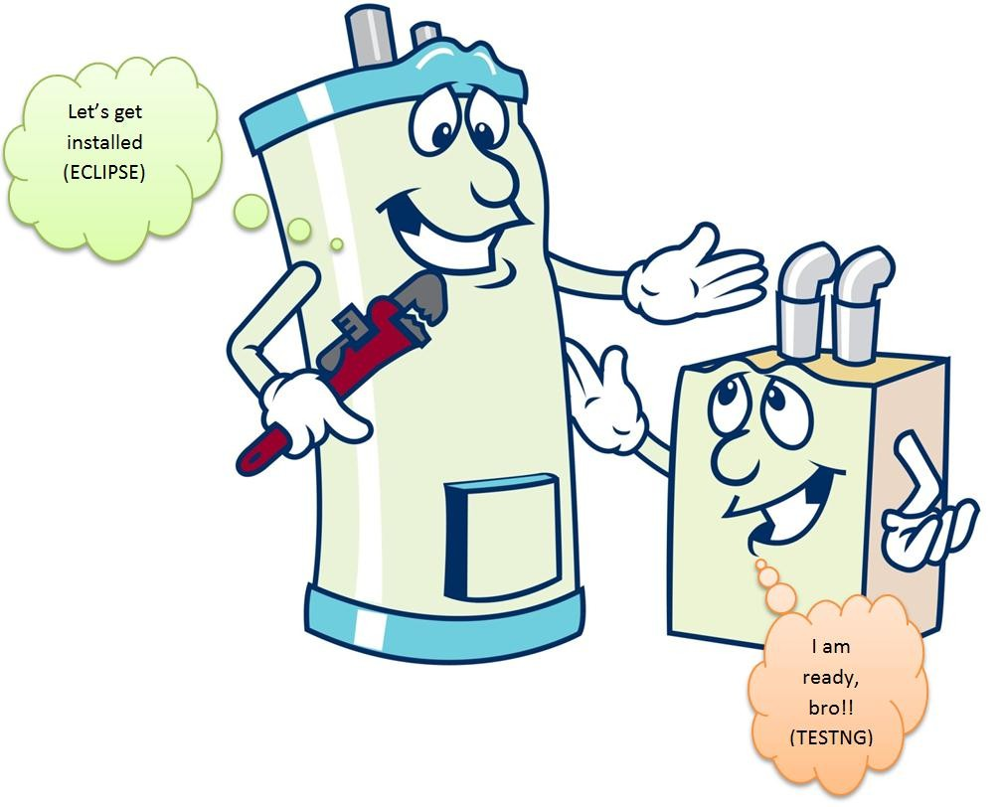 Let’s get
installed
(ECLIPSE)
I am
ready,
bro!!
(TESTNG)